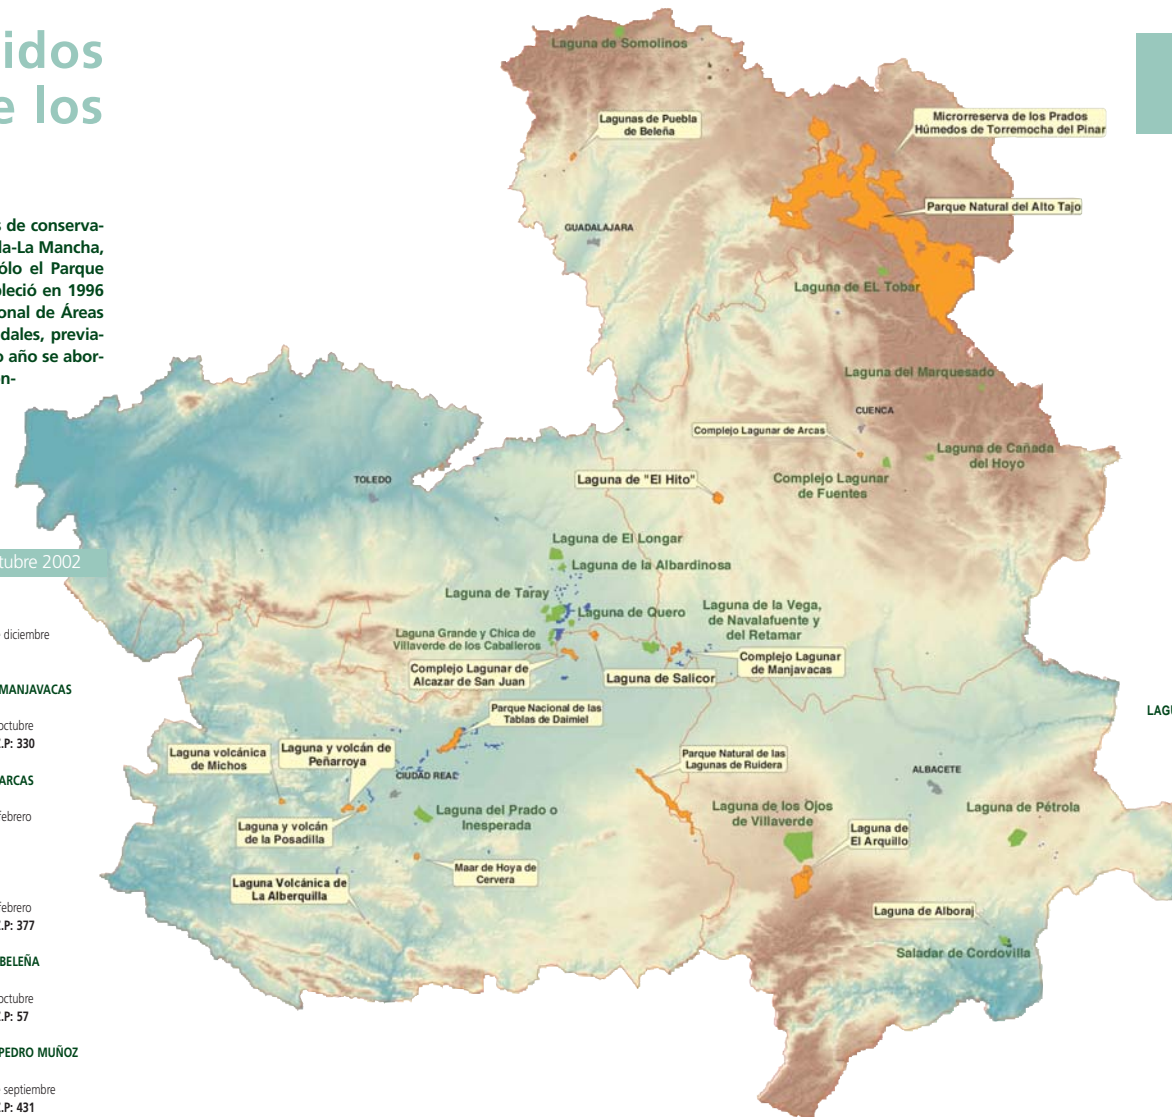 idos
e los
s de conserva-
la-La Mancha,
ólo el Parque
bleció en 1996
onal de Áreas
dales, previa-
o año se abor-
n-
tubre 2002
e diciembre
MANJAVACAS
octubre
.P: 330
ARCAS
febrero
febrero
.P: 377
BELEÑA
octubre
.P: 57
PEDRO MUÑOZ
e septiembre
.P: 431
Laguna de Somolinos
Lagunas de Puebla
de Beleña
Microrreserva de los Prados
Húmedos de Torremocha del Pinar
Parque Natural del Alto Tajo
GUADALAJARA
Laguna de EL Tobar
Laguna del Marquesado
CUENCA
Complejo Lagunar de Arcas
Laguna de Cañada
del Hoyo
Complejo Lagunar
de Fuentes
Laguna de "El Hito"
TOLEDO
Laguna de El Longar
Laguna de la Albardinosa
Laguna de Taray
Laguna de Quero
Laguna de la Vega,
de Navalafuente y
del Retamar
Laguna Grande y Chica de
Villaverde de los Caballeros
Complejo Lagunar de
Alcazar de San Juan
Laguna de Salicor
Complejo Lagunar
de Manjavacas
Parque Nacional de las
Tablas de Daimiel
LAGU
Laguna volcánica
de Michos
Laguna y volcán de
Peñarroya
CIUDAD REAL
Parque Natural de las
Lagunas de Ruidera
ALBACETE
Laguna del Prado o
Inesperada
Laguna de los Ojos
de Villaverde
Laguna de Pétrola
Laguna y volcán
de la Posadilla
Laguna de
El Arquillo
Maar de Hoya de
Cervera
Laguna Volcánica de
La Alberquilla
Laguna de Alboraj
Saladar de Cordovilla